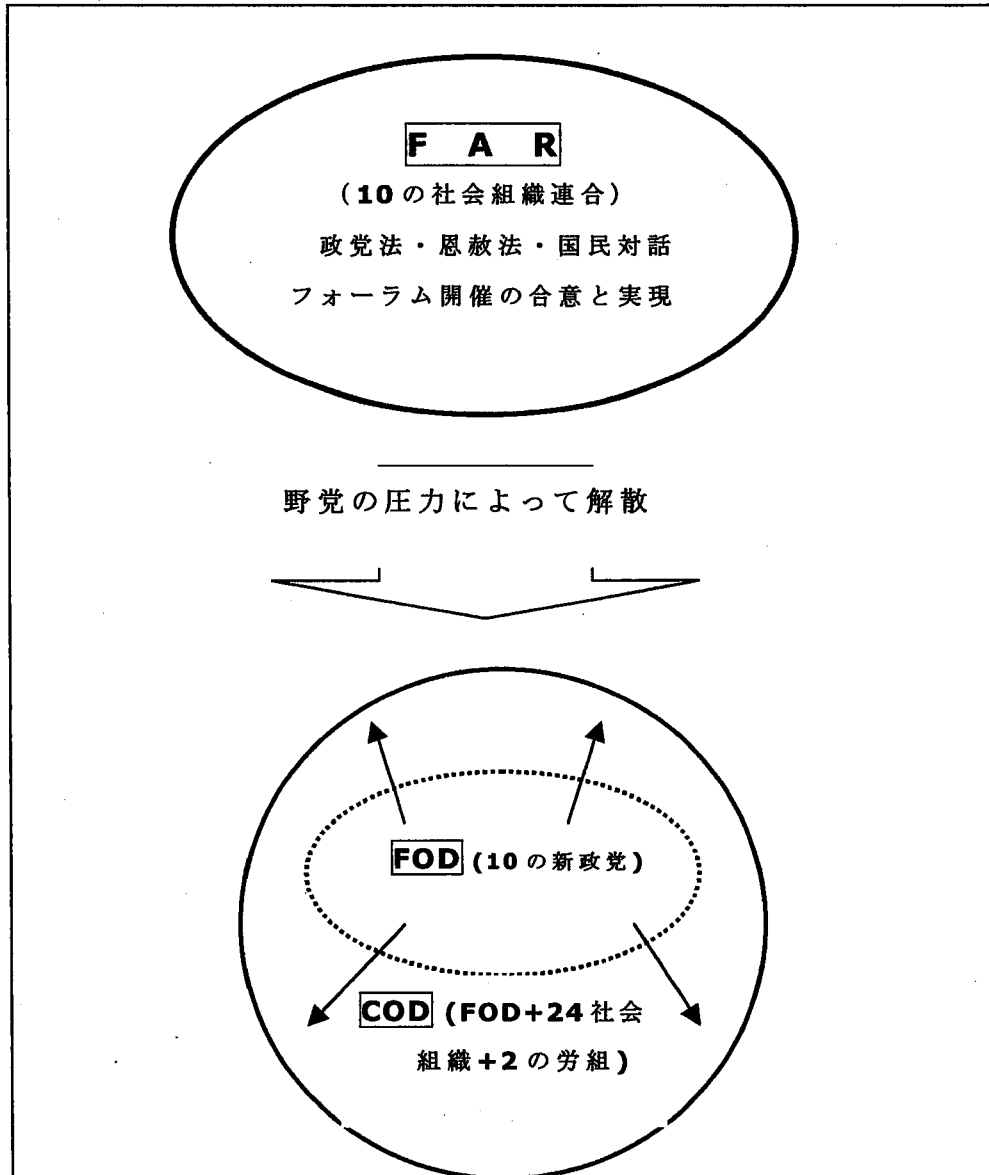 F A R
(10の社会組織連合)
政党法・恩赦法・国民対話
フォーラム開催の合意と実現
野党の圧力によって解散
FOD (10の新政党)
COD (FOD+24社会
組織+2の労組)